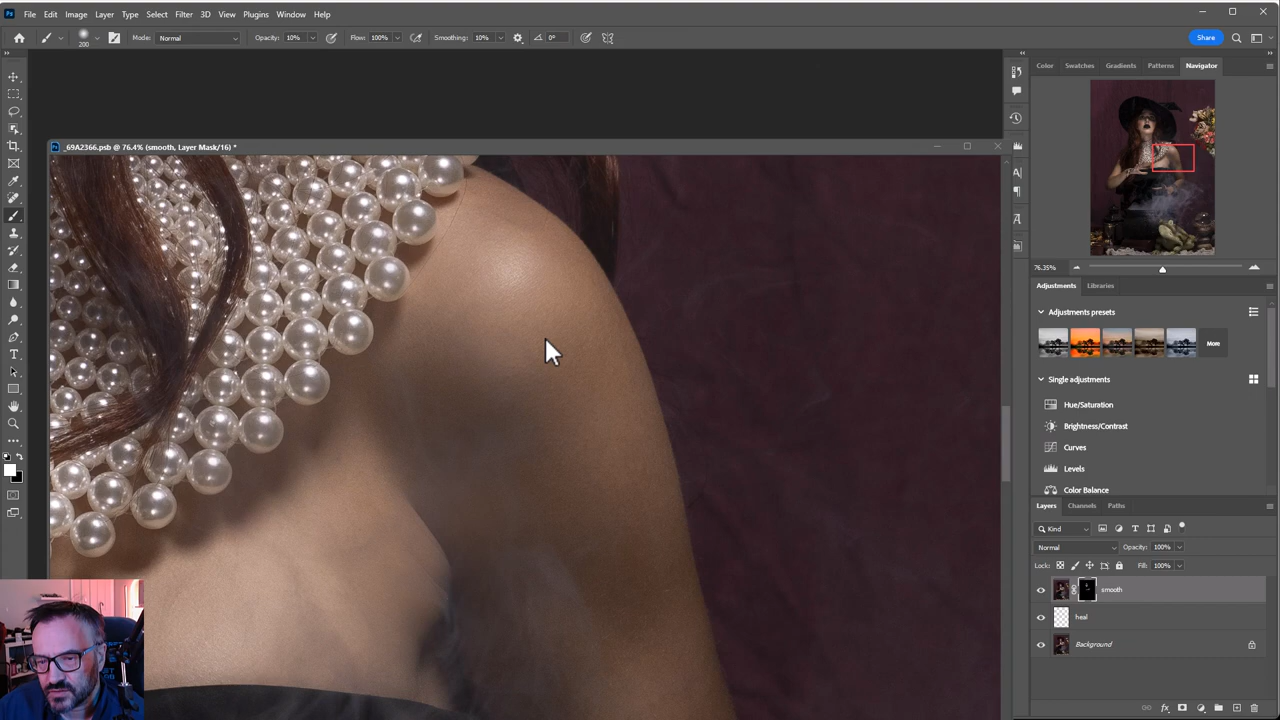 Ps File Edit Image Layer Type Select Filter 3D View Plugins Window Help
200 Mode: Normal Opacity: 10% Flow: 100% Smoothing: 10% 0° Share
Color Swatches Gradients Patterns Navigator
Ps _69A2366.psb @ 76.4% (smooth, Layer Mask/16) *
76.35%
Adjustments Libraries
Adjustments presets
More
Single adjustments
Hue/Saturation
Brightness/Contrast
Curves
Levels
Color Balance
Layers Channels Paths
Kind
Normal Opacity: 100%
Lock: Fill: 100%
smooth
heal
Background